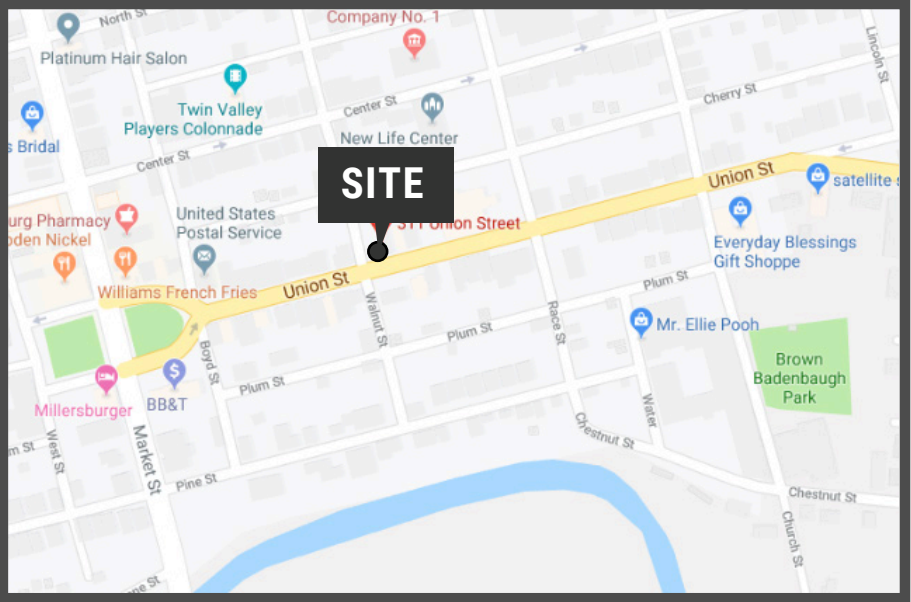 North St
Company No. 1
Platinum Hair Salon
Lincoln St
Twin Valley
Players Colonnade
Center St
Cherry St
New Life Center
s Bridal
Center St
SITE
Union St
satellite s
United States
Postal Service
311 Union Street
urg Pharmacy
oden Nickel
Everyday Blessings
Gift Shoppe
Williams French Fries
Union St
Plum St
Walnut St
Race St
Plum St
Mr. Ellie Pooh
Boyd St
Brown
Badenbaugh
Park
Plum St
$
BB&T
Millersburger
Water
Chestnut St
m St
West St
Market St
Pine St
Chestnut St
Church St
ne St